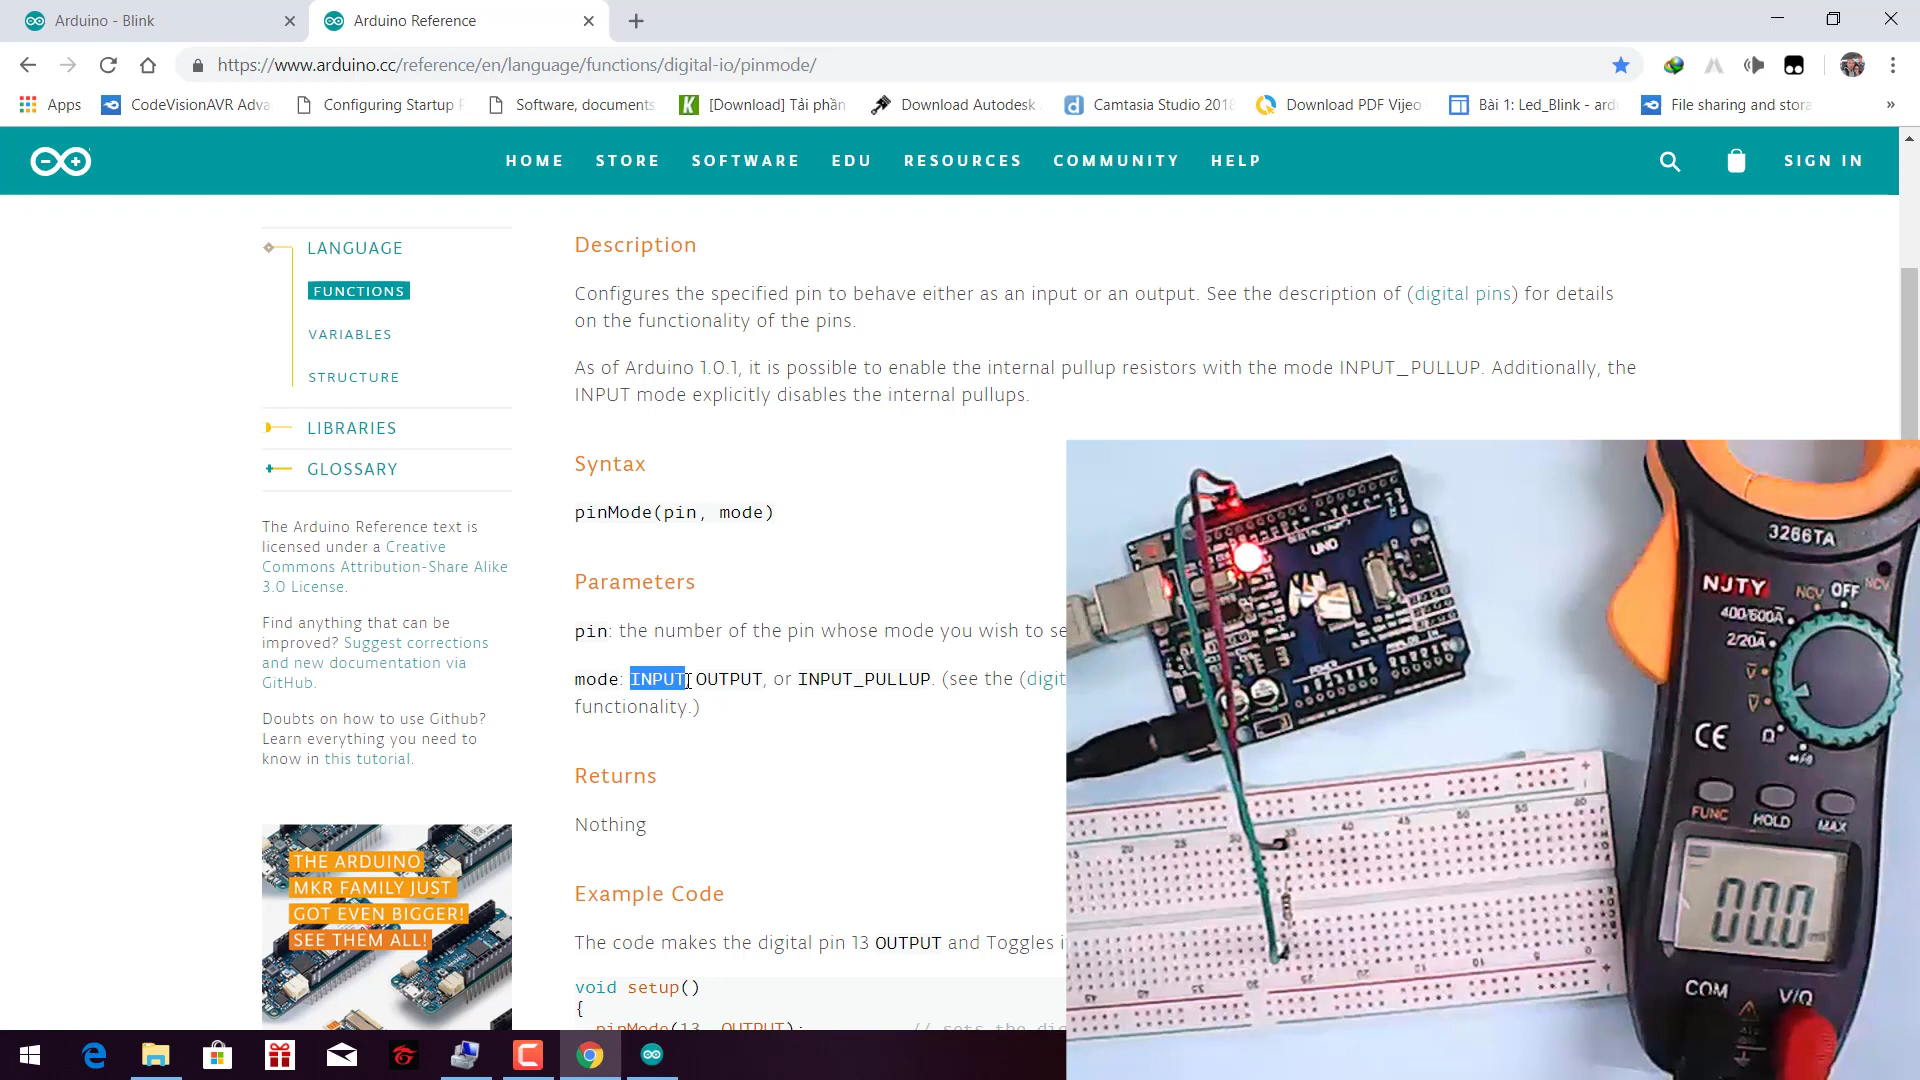 Arduino - Blink
Arduino Reference
https://www.arduino.cc/reference/en/language/functions/digital-io/pinmode/
Apps
CodeVisionAVR Adva
Configuring Startup P
Software, documents
[Download] Tải phần
Download Autodesk
Camtasia Studio 2018
Download PDF Vijeo
Bài 1: Led_Blink - ard
File sharing and stora
»
HOME
STORE
SOFTWARE
EDU
RESOURCES
COMMUNITY
HELP
SIGN IN
LANGUAGE
FUNCTIONS
VARIABLES
STRUCTURE
LIBRARIES
GLOSSARY
The Arduino Reference text is
licensed under a Creative
Commons Attribution-Share Alike
3.0 License.
Find anything that can be
improved? Suggest corrections
and new documentation via
GitHub.
Doubts on how to use Github?
Learn everything you need to
know in this tutorial.
THE ARDUINO
MKR FAMILY JUST
GOT EVEN BIGGER!
SEE THEM ALL!
Description
Configures the specified pin to behave either as an input or an output. See the description of (digital pins) for details
on the functionality of the pins.
As of Arduino 1.0.1, it is possible to enable the internal pullup resistors with the mode INPUT_PULLUP. Additionally, the
INPUT mode explicitly disables the internal pullups.
Syntax
pinMode(pin, mode)
Parameters
pin: the number of the pin whose mode you wish to se
mode: INPUT, OUTPUT, or INPUT_PULLUP. (see the (digit
functionality.)
Returns
Nothing
Example Code
The code makes the digital pin 13 OUTPUT and Toggles i
void setup()
{
pinMode(13, OUTPUT); // sets the dig
UNO
3266TA
NJTY
NCV OFF NCV
400/600A
2/20A
CE
FUNC
HOLD
MAX
00.0
COM
V/Ω